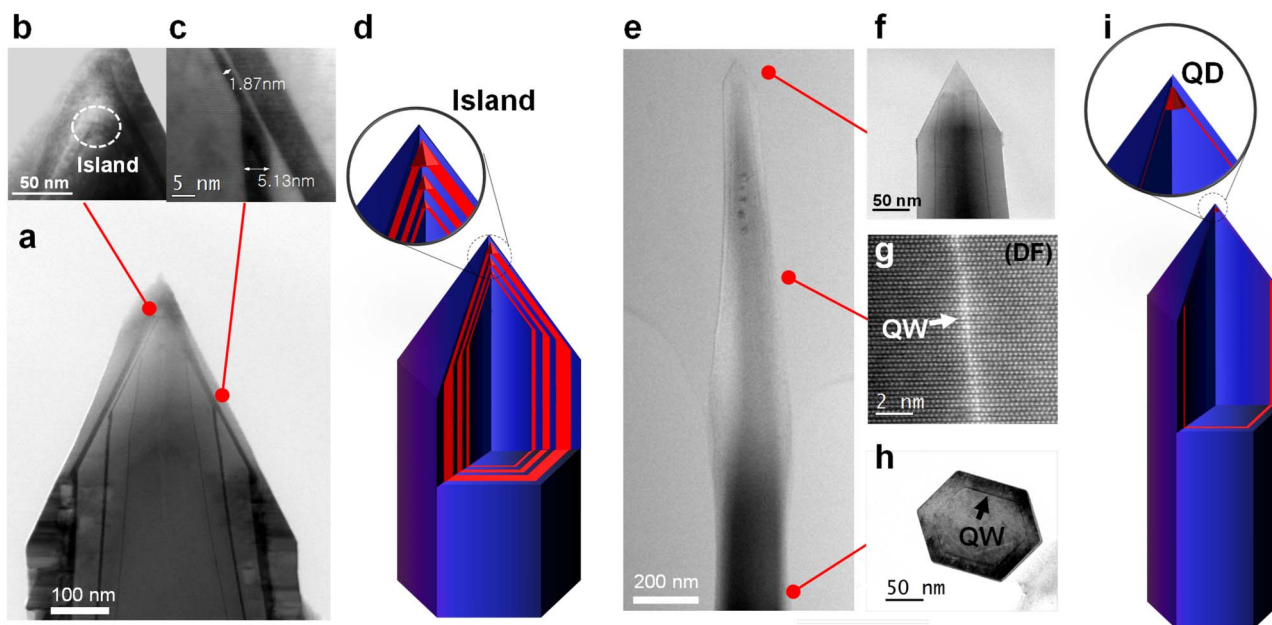 b
c
d
e
f
i
1.87nm
Island
QD
Island
50 nm
5 nm
5.13nm
50 nm
a
g
(DF)
QW
2 nm
h
QW
100 nm
200 nm
50 nm